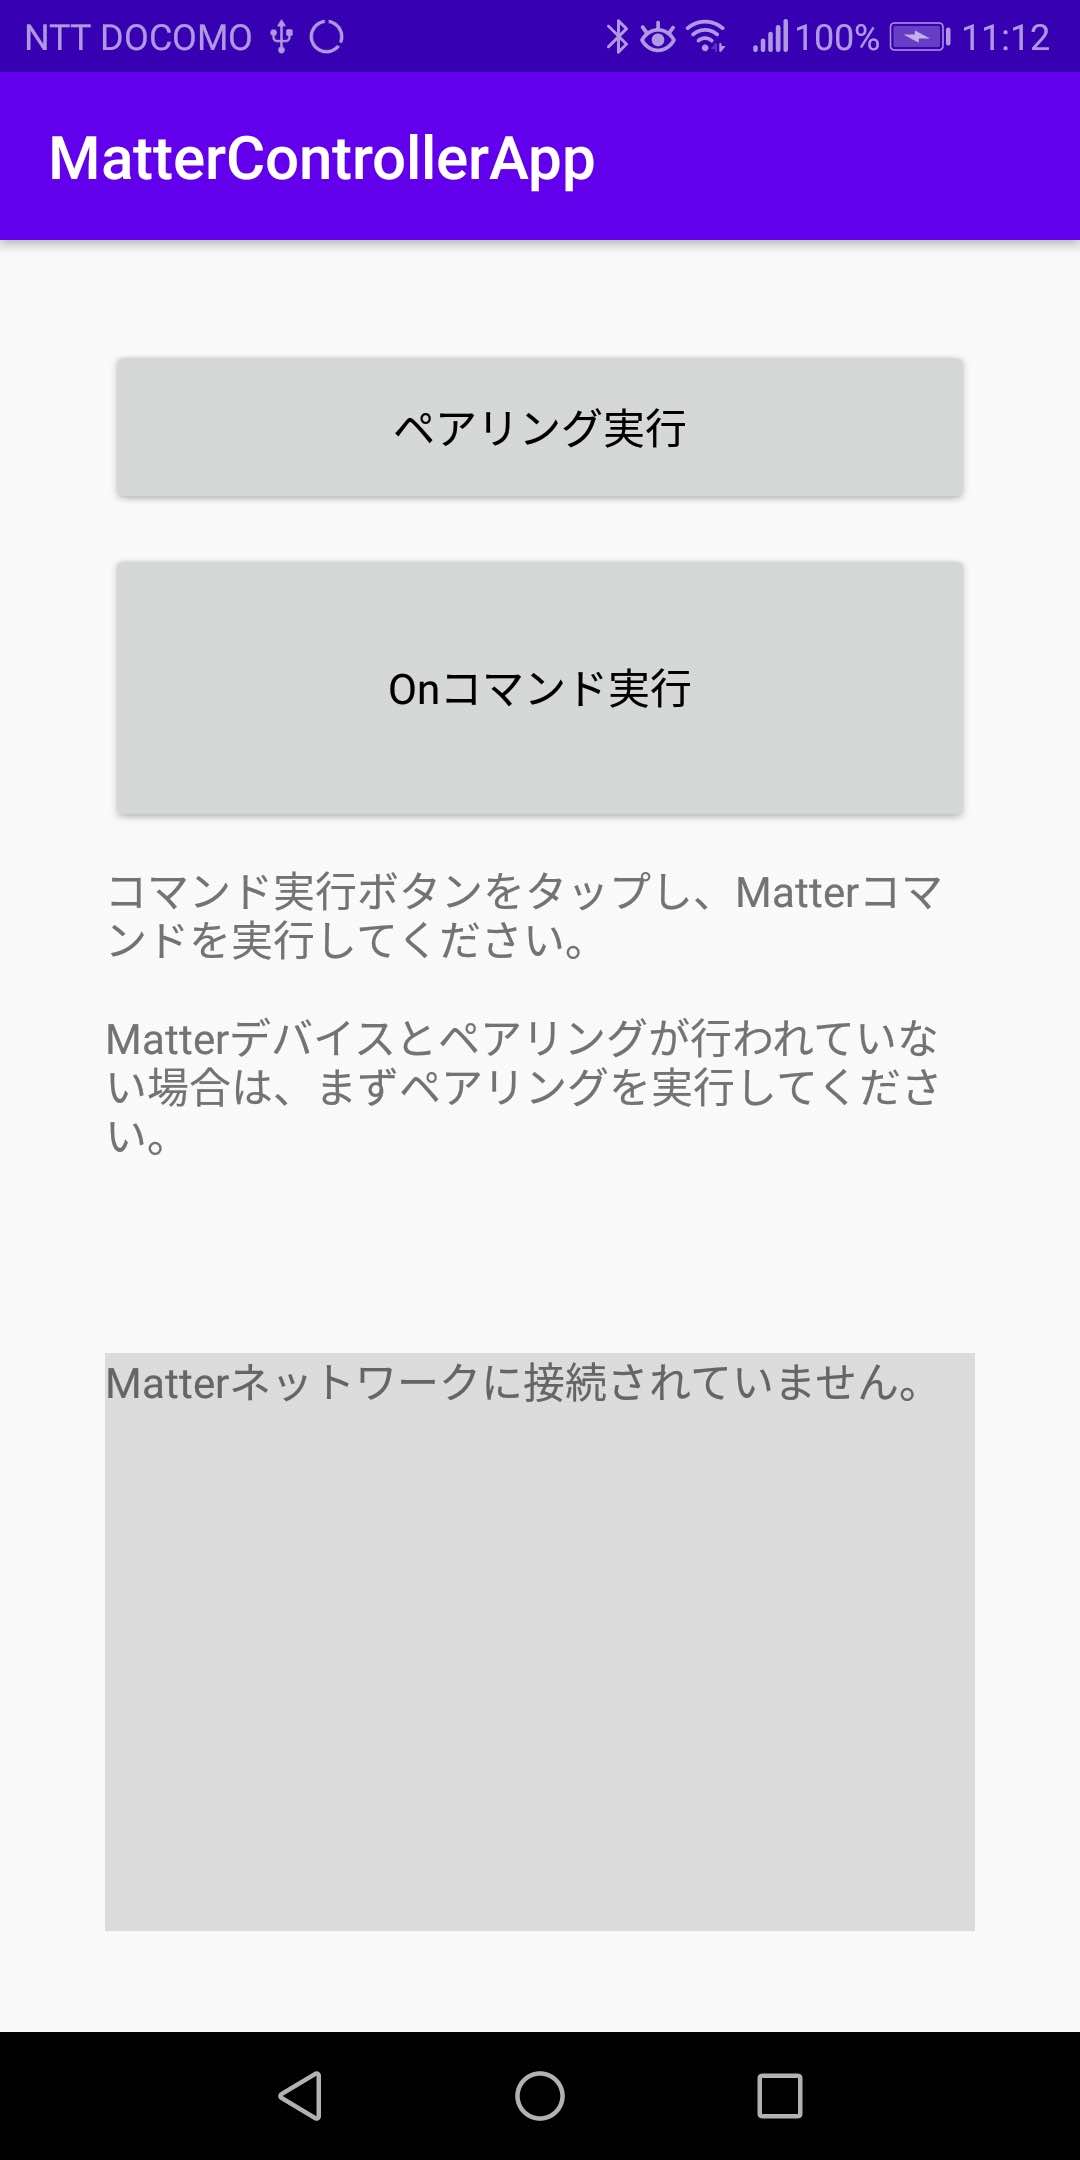 NTT DOCOMO 100% 11:12
MatterControllerApp
ペアリング実行
Onコマンド実行
コマンド実行ボタンをタップし、Matterコマ
ンドを実行してください。
Matterデバイスとペアリングが行われていな
い場合は、まずペアリングを実行してくださ
い。
Matterネットワークに接続されていません。